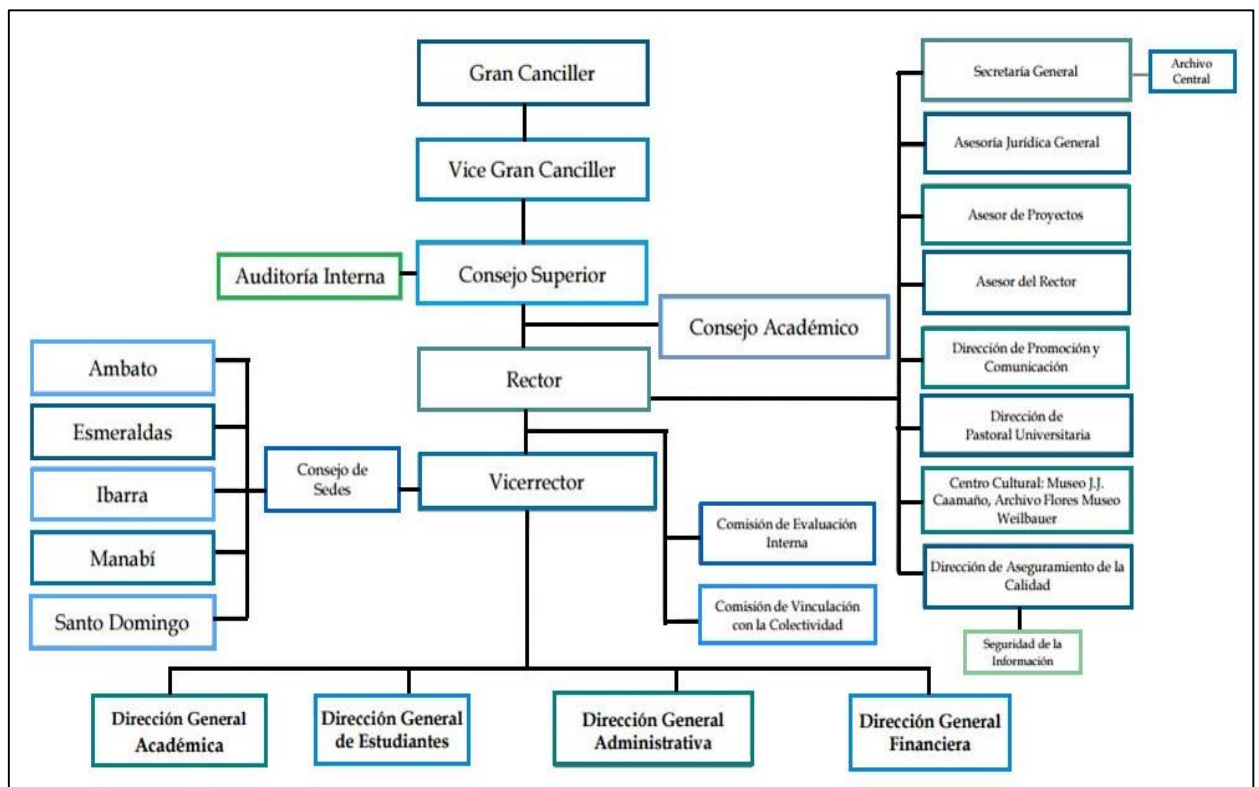 Gran Canciller
Vice Gran Canciller
Auditoría Interna
Consejo Superior
Consejo Académico
Rector
Ambato
Esmeraldas
Ibarra
Manabí
Santo Domingo
Consejo de
Sedes
Vicerrector
Comisión de Evaluación
Interna
Comisión de Vinculación
con la Colectividad
Secretaría General
Archivo
Central
Asesoría Jurídica General
Asesor de Proyectos
Asesor del Rector
Dirección de Promoción y
Comunicación
Dirección de
Pastoral Universitaria
Centro Cultural: Museo J.J.
Caamaño, Archivo Flores Museo
Weilbauer
Dirección de Aseguramiento de la
Calidad
Seguridad de la
Información
Dirección General
Académica
Dirección General
de Estudiantes
Dirección General
Administrativa
Dirección General
Financiera